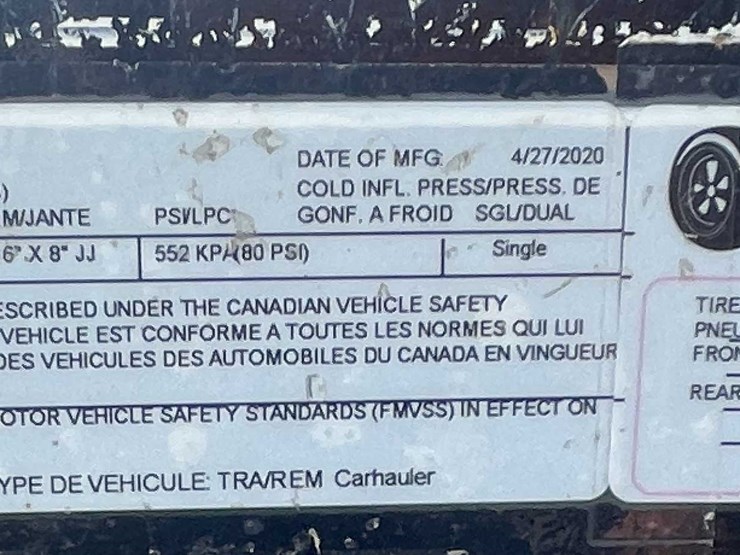 DATE OF MFG. 4/27/2020
)
COLD INFL. PRESS/PRESS. DE
M/JANTE PSI/LPC GONF. A FROID SGL/DUAL
6" X 8" JJ 552 KPA(80 PSI) Single
ESCRIBED UNDER THE CANADIAN VEHICLE SAFETY
VEHICLE EST CONFORME A TOUTES LES NORMES QUI LUI
DES VEHICULES DES AUTOMOBILES DU CANADA EN VINGUEUR
OTOR VEHICLE SAFETY STANDARDS (FMVSS) IN EFFECT ON
YPE DE VEHICULE: TRA/REM Carhauler
TIRE
PNEU
FRON
REAR